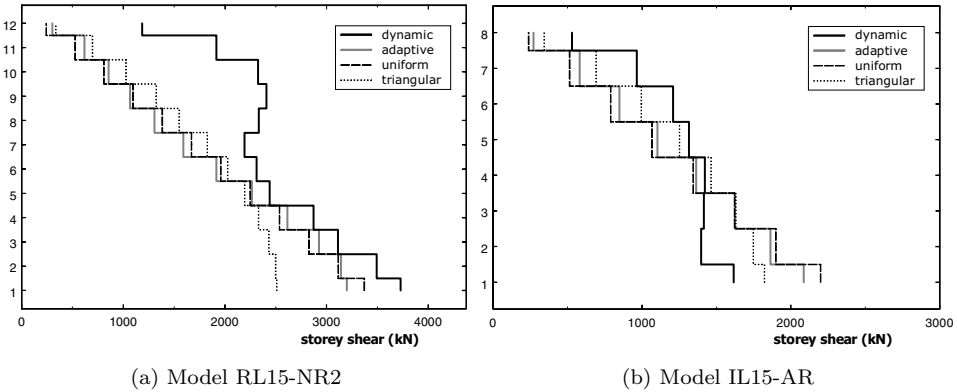 12
11
10
9
8
7
6
5
4
3
2
1
dynamic
adaptive
uniform
triangular
0 1000 2000 3000 4000
storey shear (kN)
(a) Model RL15-NR2
8
7
6
5
4
3
2
1
dynamic
adaptive
uniform
triangular
0 1000 2000 3000
storey shear (kN)
(b) Model IL15-AR